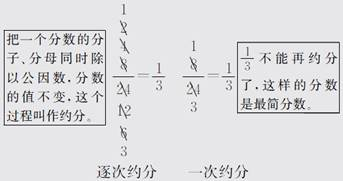 把一个分数的分
子、分母同时除
以公因数，分数
的值不变，这个
过程叫作约分。
1
2
4
8
24
12
6
3
= 1/3
1
8
24
3
= 1/3
1/3 不能再约分
了，这样的分数
是最简分数。
逐次约分 一次约分